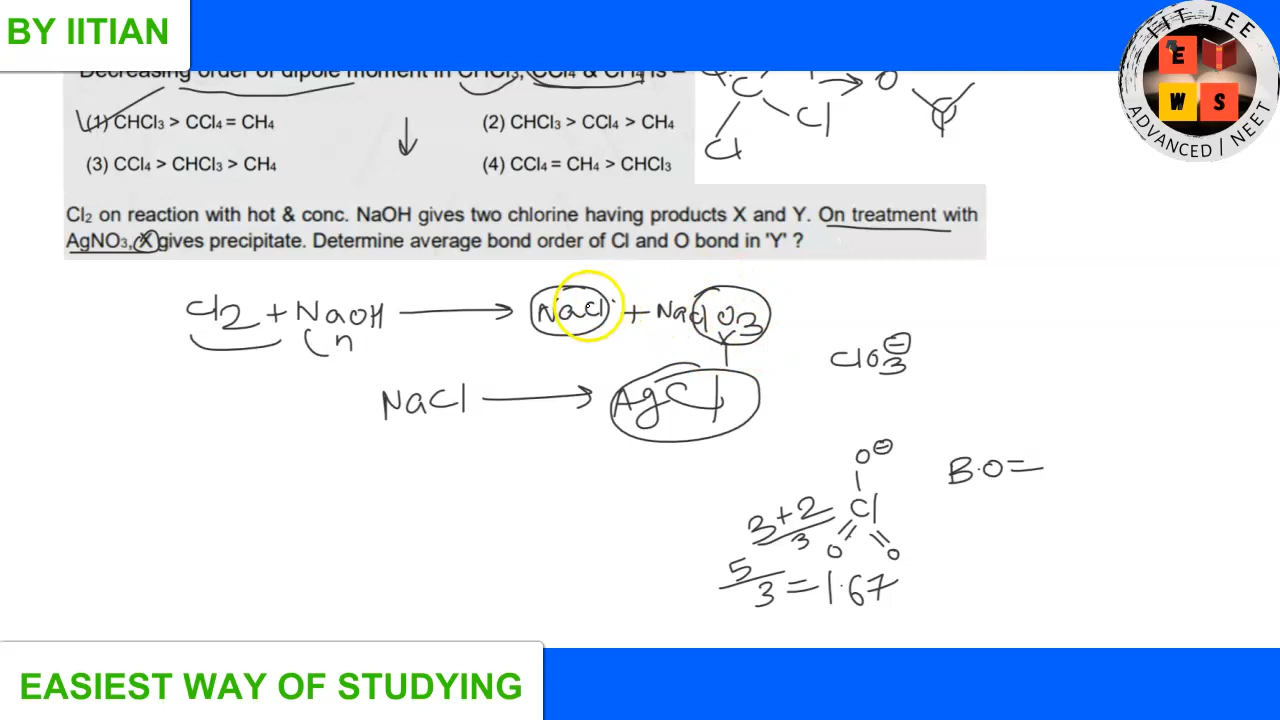 BY IITIAN
IIT JEE
E
W S
ADVANCED / NEET
Decreasing order of dipole moment in CHCl3, CCl4 & CH4 is –
(1) CHCl3 > CCl4 = CH4
(2) CHCl3 > CCl4 > CH4
(3) CCl4 > CHCl3 > CH4
(4) CCl4 = CH4 > CHCl3
C → O
Cl Cl
Cl2 on reaction with hot & conc. NaOH gives two chlorine having products X and Y. On treatment with
AgNO3, X gives precipitate. Determine average bond order of Cl and O bond in 'Y' ?
Cl2 + NaOH → NaCl + NaClO3
Y
ClO3⊖
NaCl → AgCl
O⊖
B.O=
Cl
O O
3+2
3
5
3 = 1.67
EASIEST WAY OF STUDYING